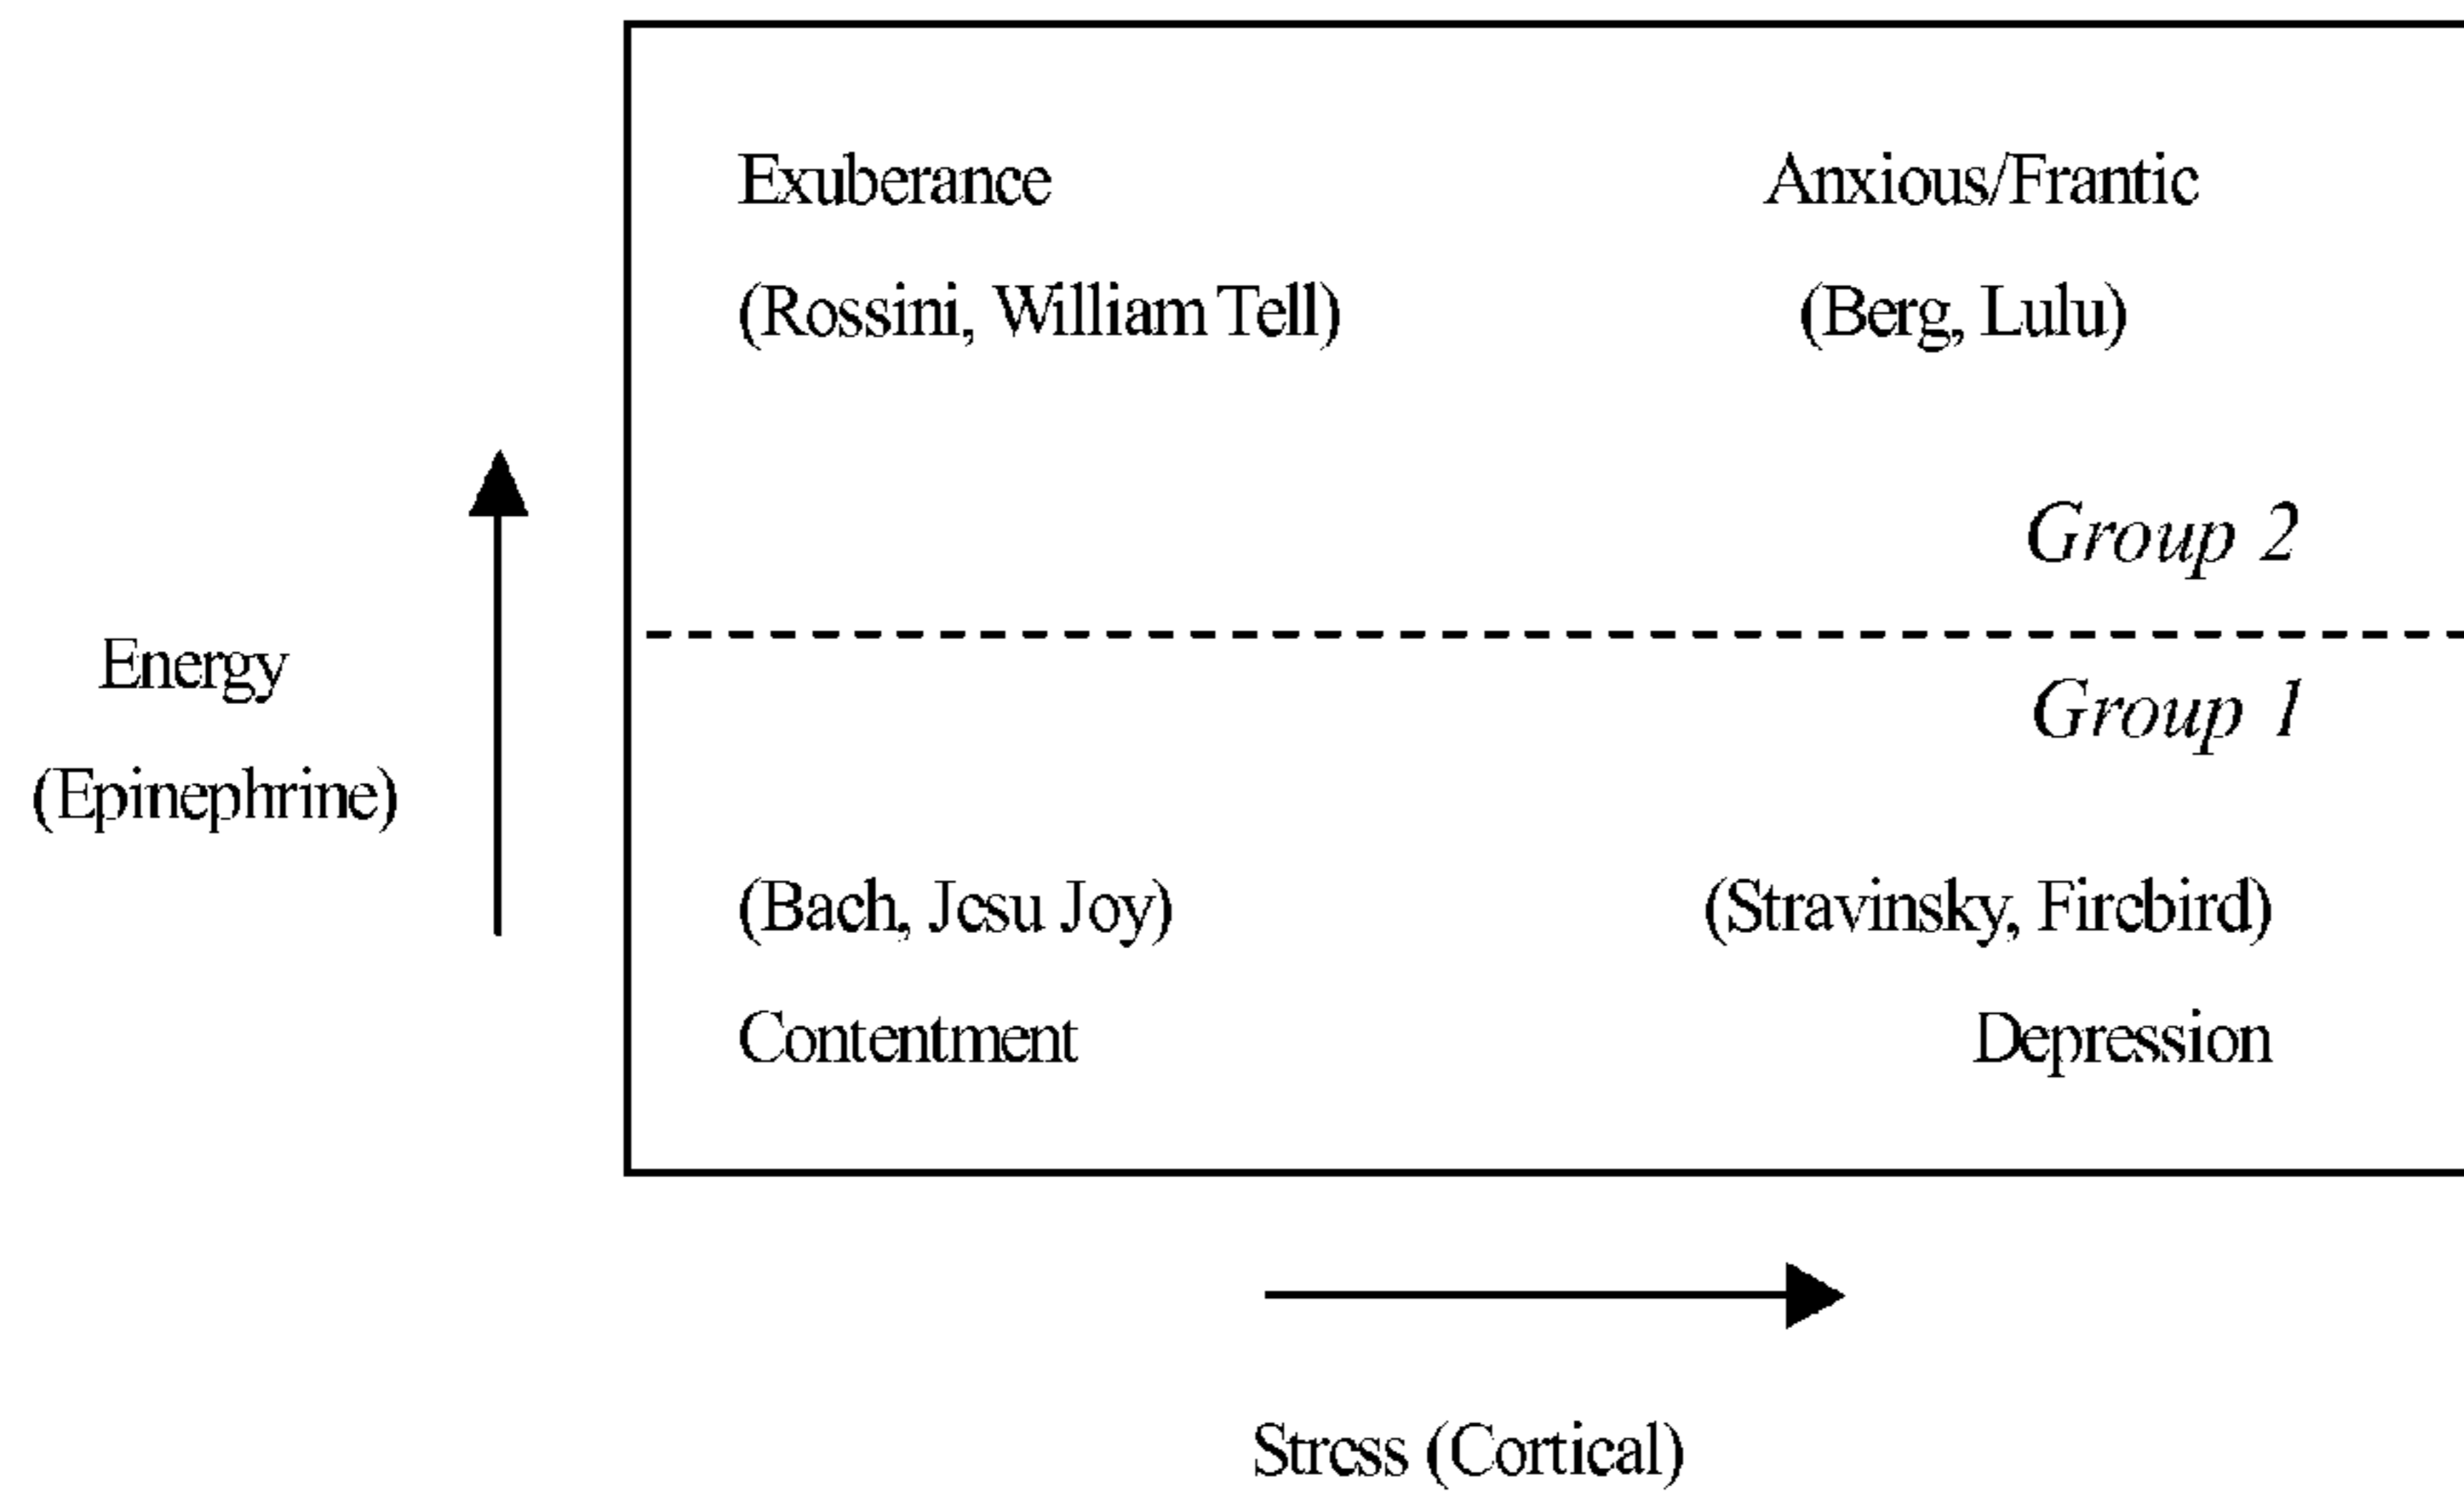 Exuberance
Anxious/Frantic
(Rossini, William Tell)
(Berg, Lulu)
Group 2
Energy
(Epinephrine)
Group 1
(Bach, Jesu Joy)
(Stravinsky, Firebird)
Contentment
Depression
Stress (Cortical)